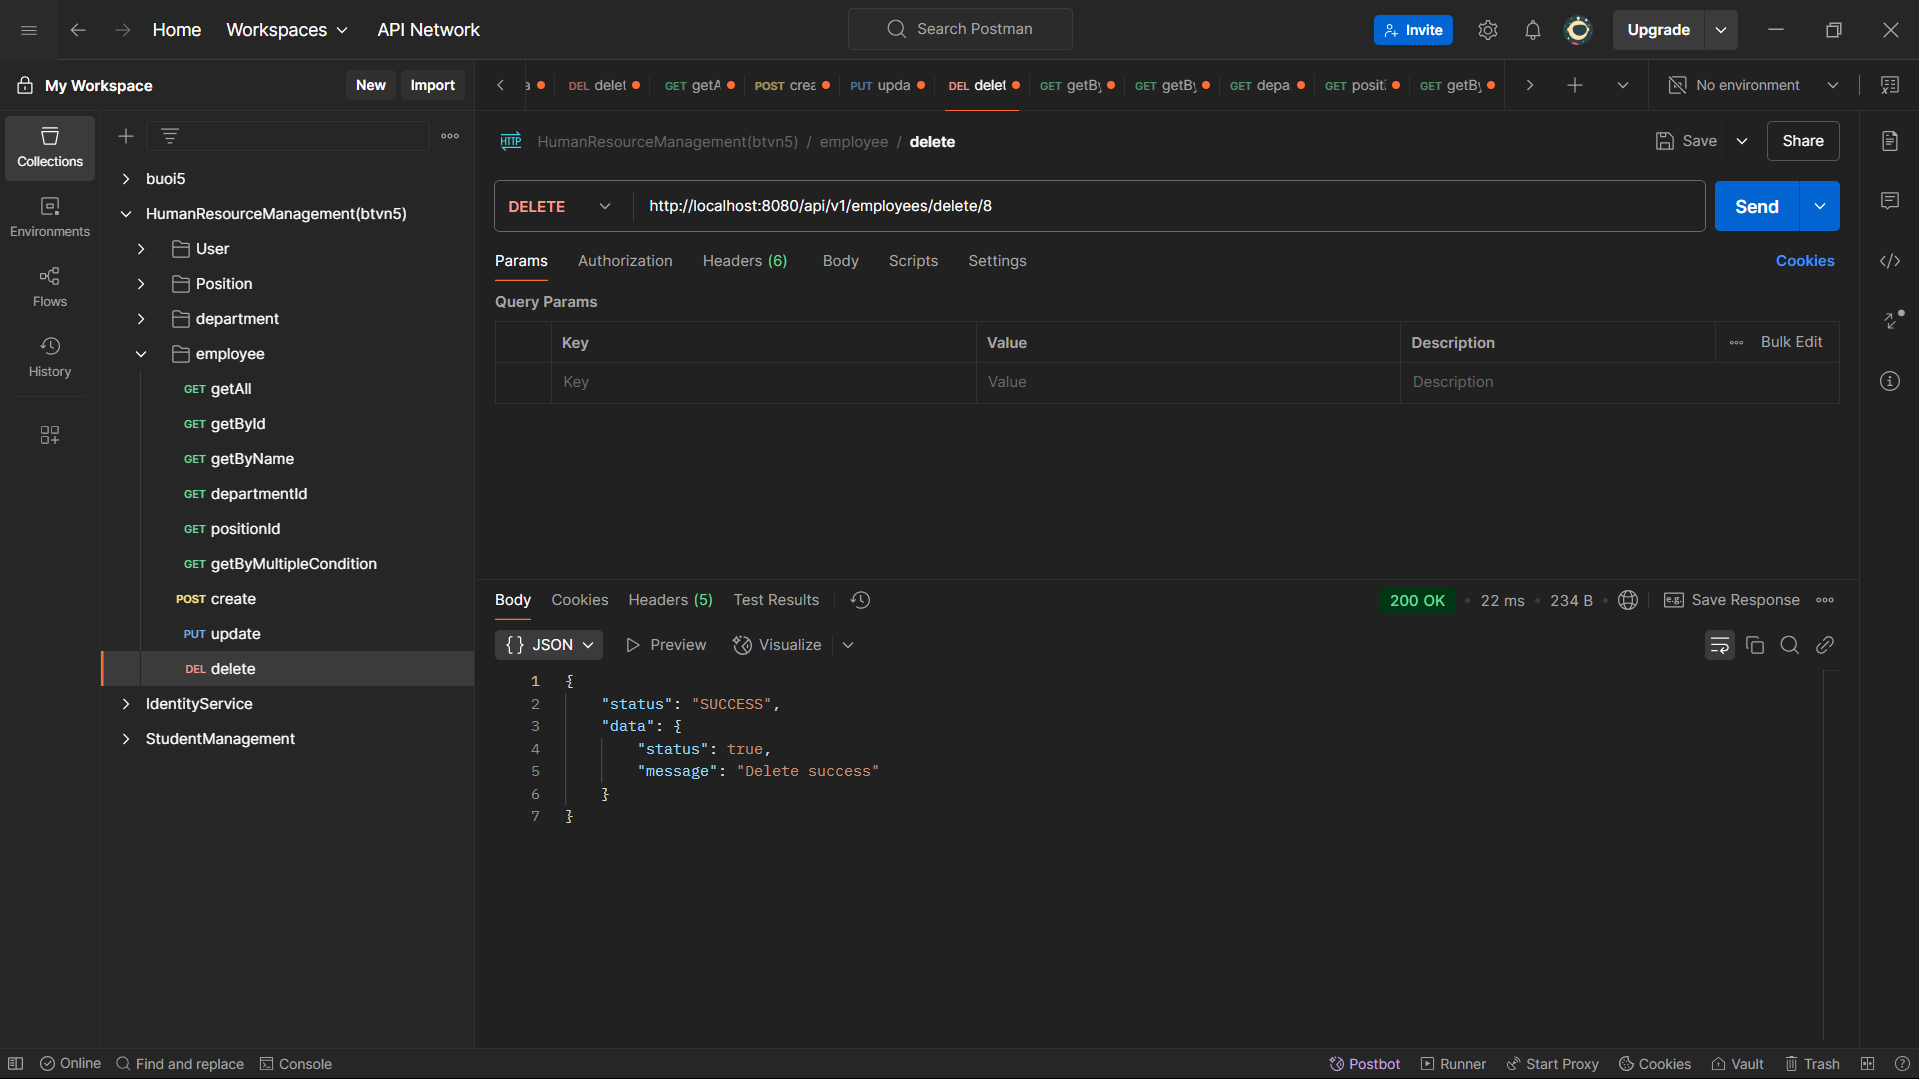 Home Workspaces API Network Search Postman Invite Upgrade
My Workspace New Import
DEL delet GET getA POST crea PUT upda DEL delet GET getBy GET getBy GET depa GET posit GET getBy No environment
Collections
Environments
Flows
History
buoi5
HumanResourceManagement(btvn5)
User
Position
department
employee
GET getAll
GET getById
GET getByName
GET departmentId
GET positionId
GET getByMultipleCondition
POST create
PUT update
DEL delete
IdentityService
StudentManagement
HTTP HumanResourceManagement(btvn5) / employee / delete Save Share
DELETE http://localhost:8080/api/v1/employees/delete/8 Send
Params Authorization Headers (6) Body Scripts Settings Cookies
Query Params
Key Value Description Bulk Edit
Key Value Description
Body Cookies Headers (5) Test Results 200 OK 22 ms 234 B e.g. Save Response
{} JSON Preview Visualize
1 {
2 "status": "SUCCESS",
3 "data": {
4 "status": true,
5 "message": "Delete success"
6 }
7 }
Online Find and replace Console Postbot Runner Start Proxy Cookies Vault Trash